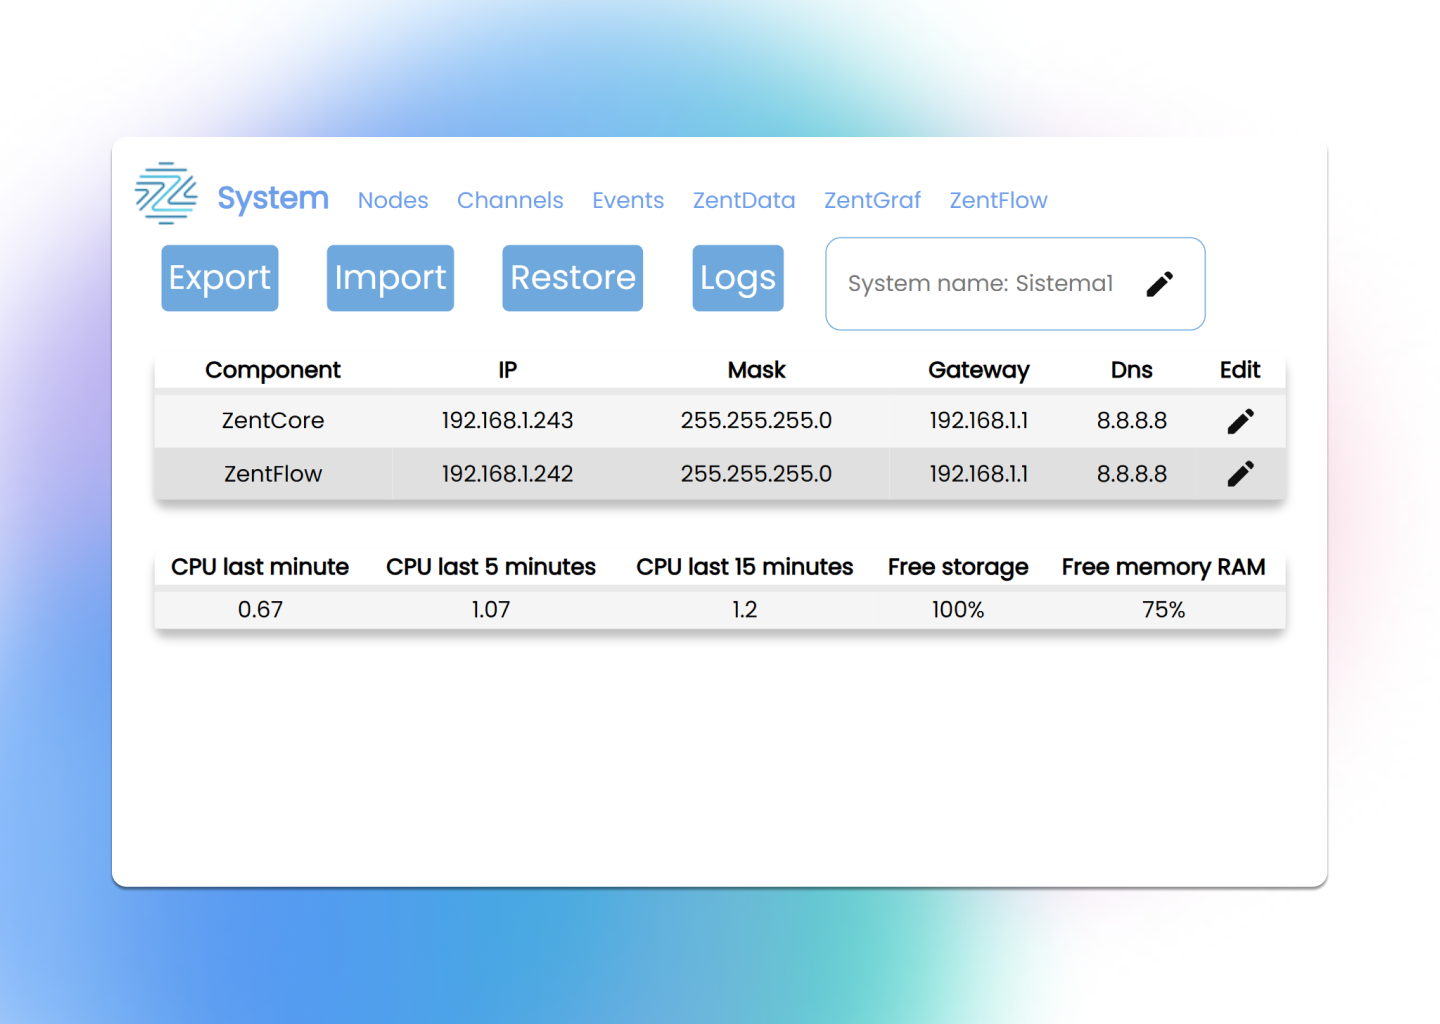 System Nodes Channels Events ZentData ZentGraf ZentFlow
Export Import Restore Logs System name: Sistema1
Component IP Mask Gateway Dns Edit
ZentCore 192.168.1.243 255.255.255.0 192.168.1.1 8.8.8.8
ZentFlow 192.168.1.242 255.255.255.0 192.168.1.1 8.8.8.8
CPU last minute CPU last 5 minutes CPU last 15 minutes Free storage Free memory RAM
0.67 1.07 1.2 100% 75%